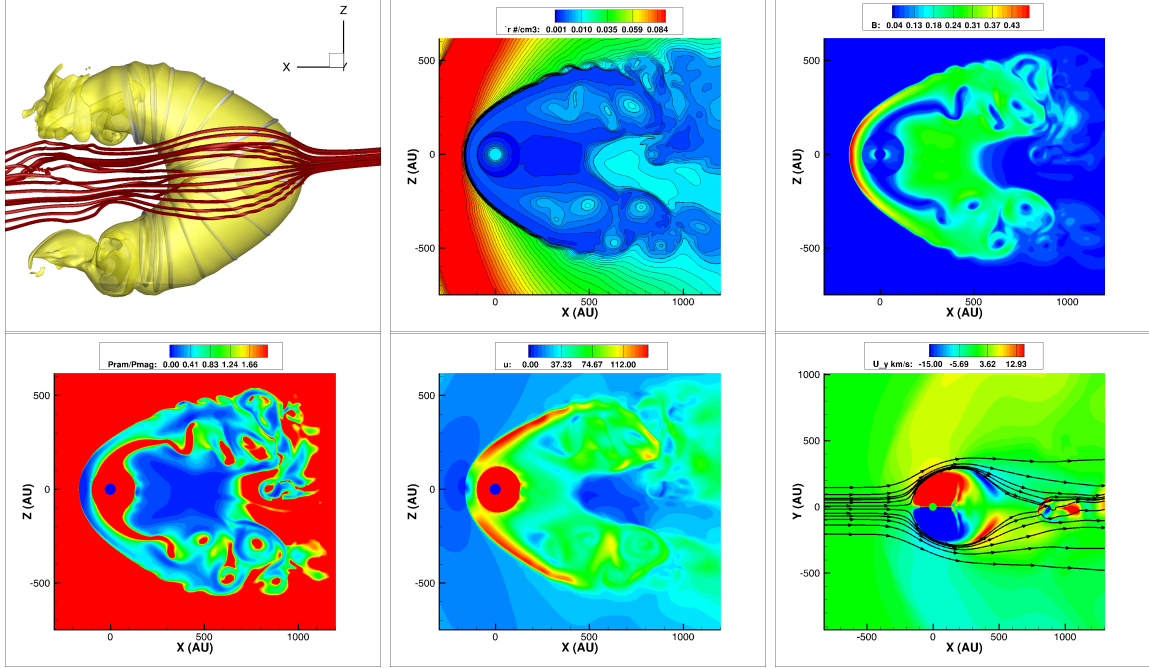 Z
X
Y
`r #/cm3: 0.001 0.010 0.035 0.059 0.084
500
0
-500
Z (AU)
0 500 1000
X (AU)
B: 0.04 0.13 0.18 0.24 0.31 0.37 0.43
500
0
-500
Z (AU)
0 500 1000
X (AU)
Pram/Pmag: 0.00 0.41 0.83 1.24 1.66
500
0
-500
Z (AU)
0 500 1000
X (AU)
u: 0.00 37.33 74.67 112.00
500
0
-500
Z (AU)
0 500 1000
X (AU)
U_y km/s: -15.00 -5.69 3.62 12.93
1000
500
0
-500
Y (AU)
-500 0 500 1000
X (AU)